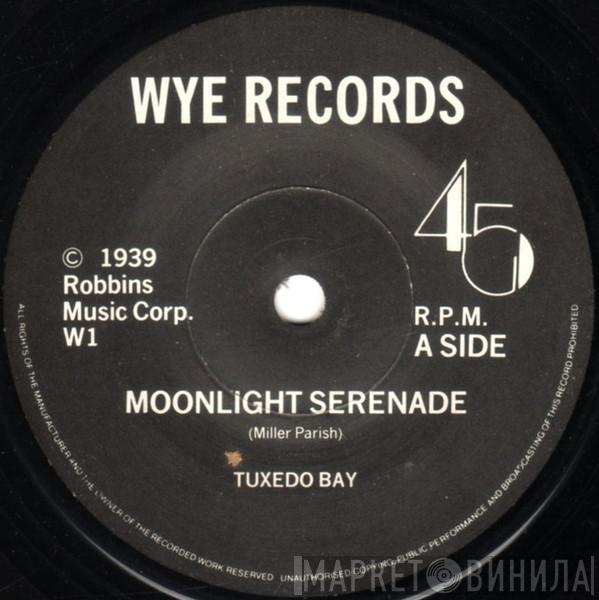 WYE RECORDS
© 1939
Robbins
Music Corp.
W1
45
R.P.M.
A SIDE
MOONLiGHT SERENADE
(Miller Parish)
TUXEDO BAY
ALL RIGHTS OF THE MANUFACTURER AND THE OWNER OF THE RECORDED WORK RESERVED UNAUTHORISED COPYING PUBLIC PERFORMANCE AND BROADCASTING OF THIS RECORD PROHIBITED
МАРКЕТ ВИНИЛА